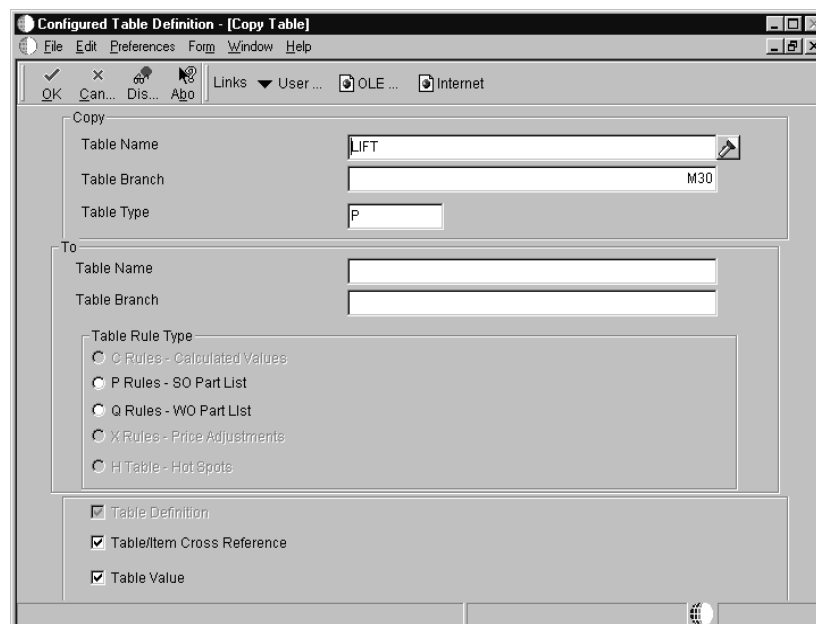 Configured Table Definition - [Copy Table]
File Edit Preferences Form Window Help
OK Can... Dis... Abo Links User ... OLE ... Internet
Copy
Table Name LIFT
Table Branch M30
Table Type P
To
Table Name
Table Branch
Table Rule Type
C Rules - Calculated Values
P Rules - SO Part List
Q Rules - WO Part LIst
X Rules - Price Adjustments
H Table - Hot Spots
Table Definition
Table/Item Cross Reference
Table Value